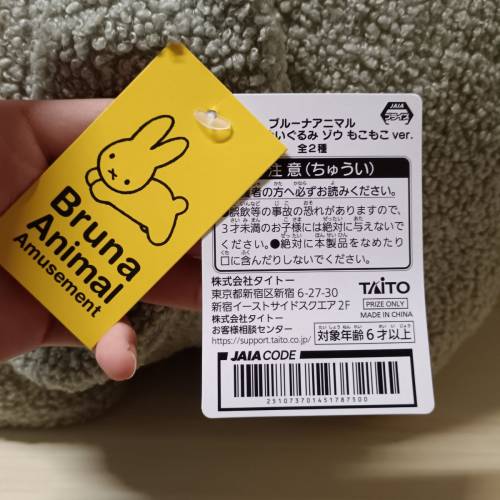 Bruna
Animal
Amusement
JAIA
プライズ
ブルーナアニマル
いぐるみ ゾウ もこもこ ver.
全2種
注意(ちゅうい)
者の方へ必ずお読みください。
誤飲等の事故の恐れがありますので、
3才未満のお子様には絶対に与えないで
ください。●絶対に本製品をなめたり
口に含んだりしないでください。
株式会社タイトー
東京都新宿区新宿 6-27-30
新宿イーストサイドスクエア 2F
株式会社タイトー
お客様相談センター
https://support.taito.co.jp/
TAITO
PRIZE ONLY
MADE IN CHINA
対象年齢6才以上
JAIA CODE
2510737014517875 00